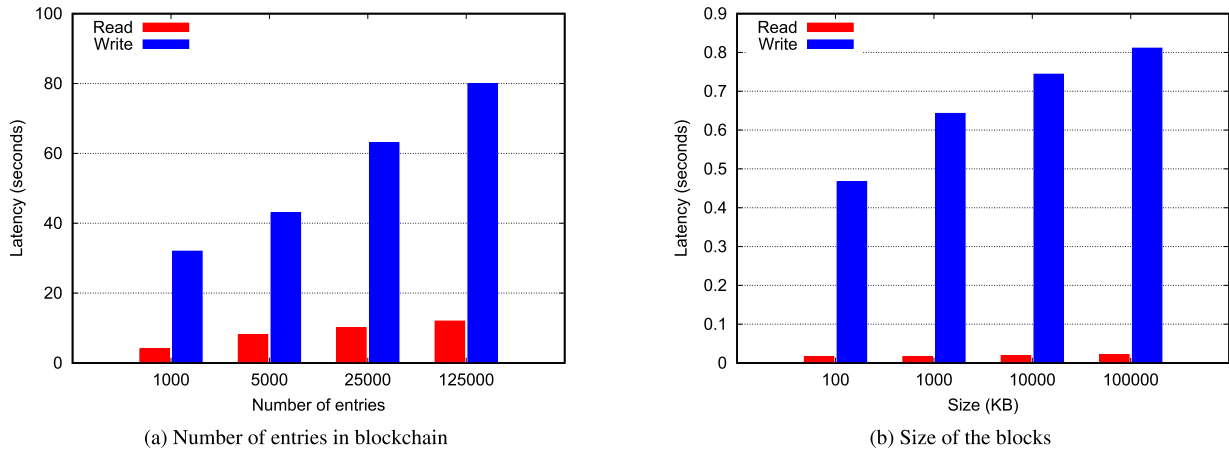 Read
Write
100
80
60
40
20
0
Latency (seconds)
1000 5000 25000 125000
Number of entries
(a) Number of entries in blockchain
Read
Write
0.9
0.8
0.7
0.6
0.5
0.4
0.3
0.2
0.1
0
Latency (seconds)
100 1000 10000 100000
Size (KB)
(b) Size of the blocks